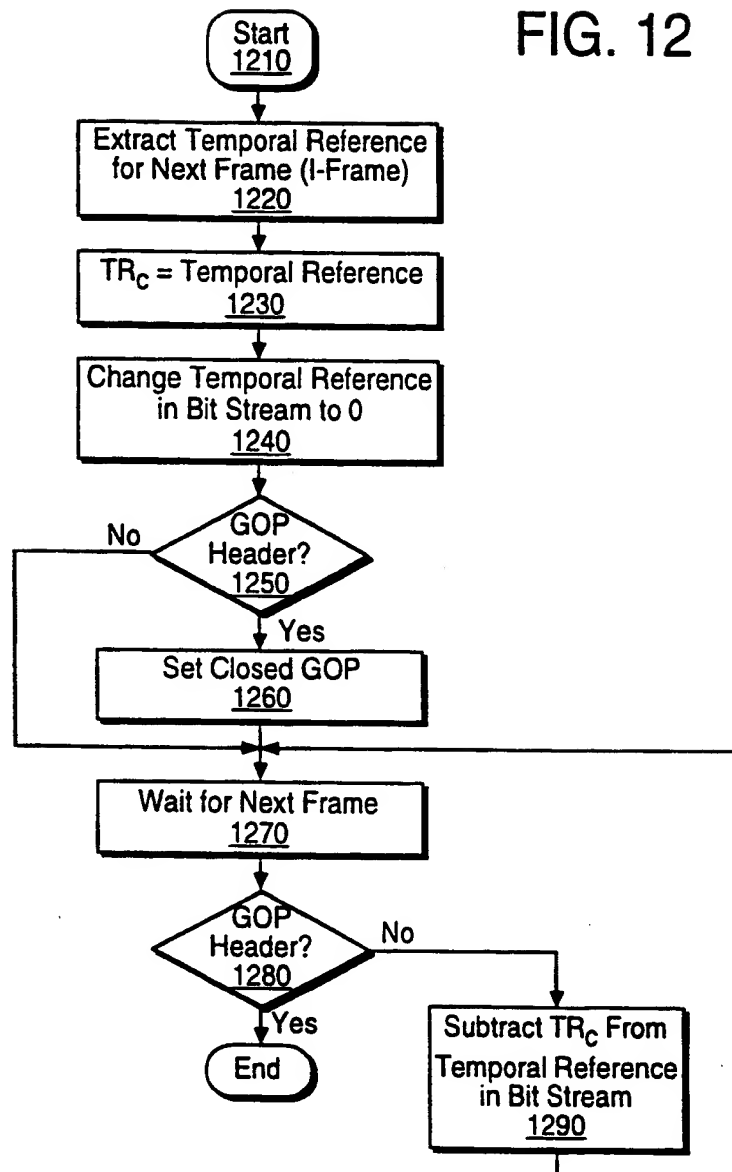 FIG. 12
Start
1210
Extract Temporal Reference
for Next Frame (I-Frame)
1220
TRC = Temporal Reference
1230
Change Temporal Reference
in Bit Stream to 0
1240
No
GOP
Header?
1250
Yes
Set Closed GOP
1260
Wait for Next Frame
1270
GOP
Header?
1280
No
Yes
End
Subtract TRC From
Temporal Reference
in Bit Stream
1290